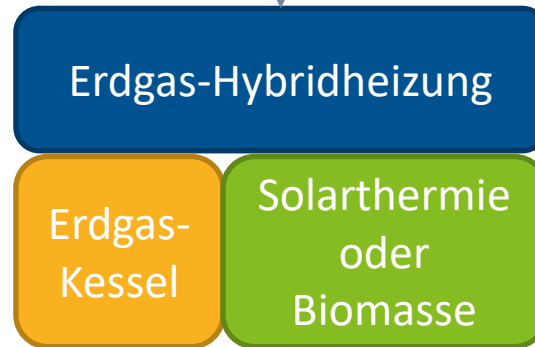 Erdgas-Hybridheizung
Erdgas-
Kessel
Solarthermie
oder
Biomasse